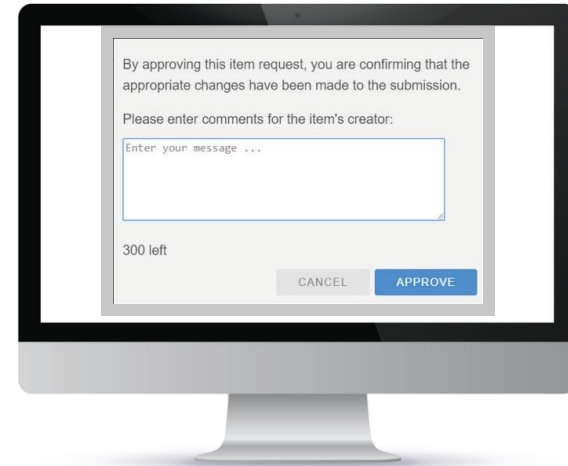 By approving this item request, you are confirming that the
appropriate changes have been made to the submission.
Please enter comments for the item's creator:
Enter your message ...
300 left
CANCEL
APPROVE